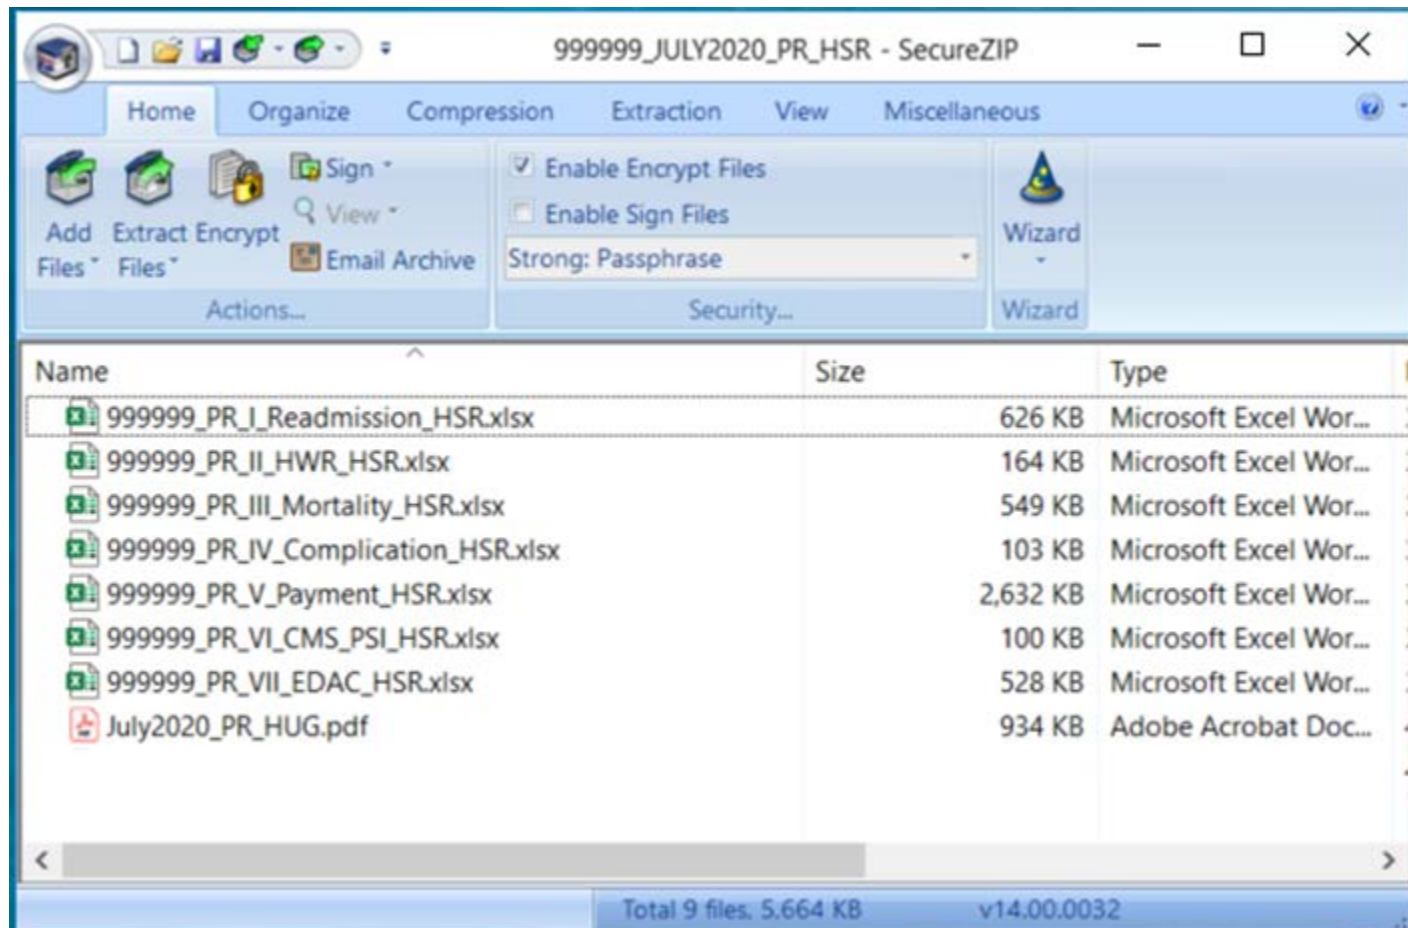 999999_JULY2020_PR_HSR - SecureZIP
Home Organize Compression Extraction View Miscellaneous
Add Files
Extract Files
Encrypt
Sign
View
Email Archive
Actions...
Enable Encrypt Files
Enable Sign Files
Strong: Passphrase
Security...
Wizard
Wizard
Name Size Type
999999_PR_I_Readmission_HSR.xlsx 626 KB Microsoft Excel Wor...
999999_PR_II_HWR_HSR.xlsx 164 KB Microsoft Excel Wor...
999999_PR_III_Mortality_HSR.xlsx 549 KB Microsoft Excel Wor...
999999_PR_IV_Complication_HSR.xlsx 103 KB Microsoft Excel Wor...
999999_PR_V_Payment_HSR.xlsx 2,632 KB Microsoft Excel Wor...
999999_PR_VI_CMS_PSI_HSR.xlsx 100 KB Microsoft Excel Wor...
999999_PR_VII_EDAC_HSR.xlsx 528 KB Microsoft Excel Wor...
July2020_PR_HUG.pdf 934 KB Adobe Acrobat Doc...
Total 9 files, 5.664 KB v14.00.0032